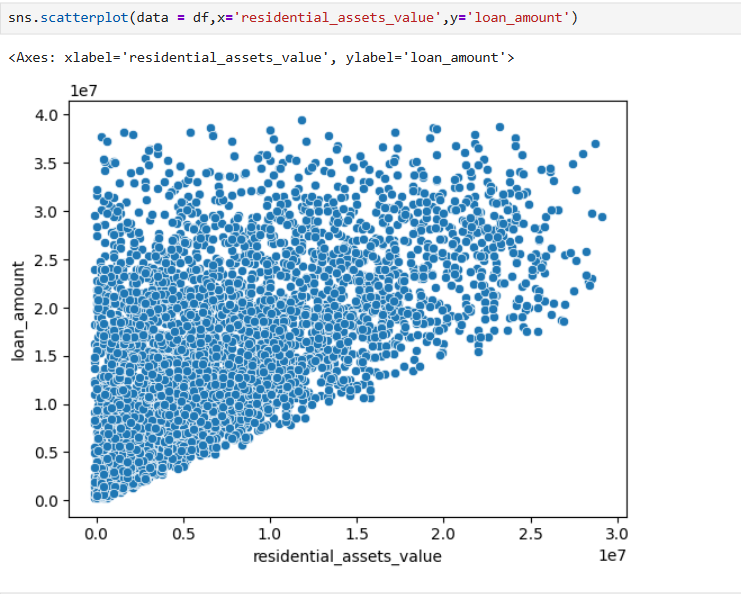 sns.scatterplot(data = df,x='residential_assets_value',y='loan_amount')
<Axes: xlabel='residential_assets_value', ylabel='loan_amount'>
1e7
4.0
3.5
3.0
2.5
2.0
1.5
1.0
0.5
0.0
loan_amount
0.0 0.5 1.0 1.5 2.0 2.5 3.0
1e7
residential_assets_value